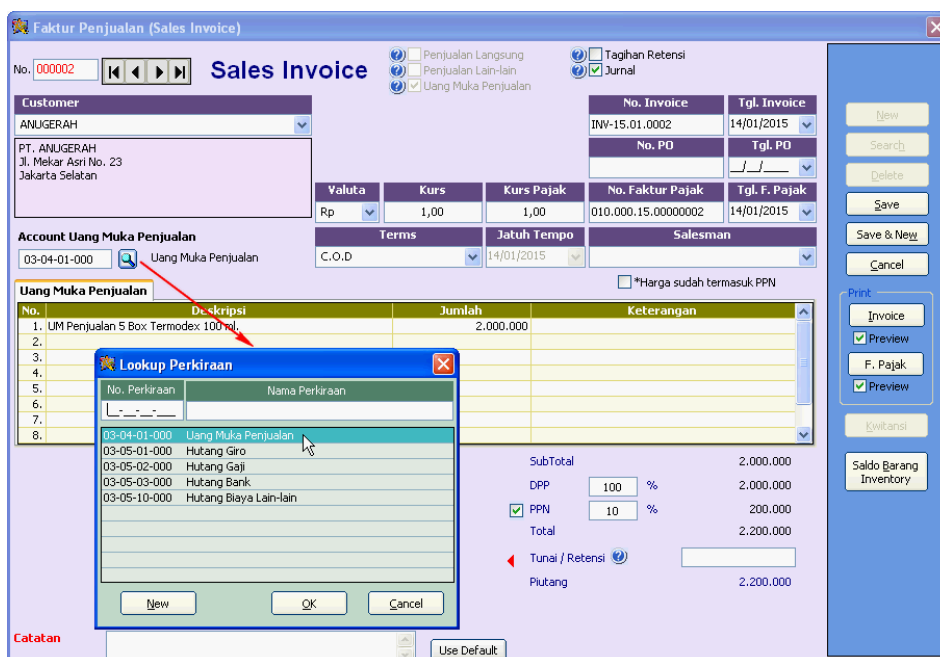 Faktur Penjualan (Sales Invoice)
No. 000002
Sales Invoice
Penjualan Langsung
Penjualan Lain-lain
Uang Muka Penjualan
Tagihan Retensi
Jurnal
Customer
ANUGERAH
PT. ANUGERAH
Jl. Mekar Asri No. 23
Jakarta Selatan
No. Invoice Tgl. Invoice
INV-15.01.0002 14/01/2015
No. PO Tgl. PO
__/__/__
Valuta Kurs Kurs Pajak No. Faktur Pajak Tgl. F. Pajak
Rp 1,00 1,00 010.000.15.00000002 14/01/2015
Account Uang Muka Penjualan
03-04-01-000 Uang Muka Penjualan
Terms Jatuh Tempo Salesman
C.O.D 14/01/2015
*Harga sudah termasuk PPN
Uang Muka Penjualan
No. Deskripsi Jumlah Keterangan
1. UM Penjualan 5 Box Termodex 100 ml. 2.000.000
2.
3.
4.
5.
6.
7.
8.
Lookup Perkiraan
No. Perkiraan Nama Perkiraan
__-__-__-___
03-04-01-000 Uang Muka Penjualan
03-05-01-000 Hutang Giro
03-05-02-000 Hutang Gaji
03-05-03-000 Hutang Bank
03-05-10-000 Hutang Biaya Lain-lain
New OK Cancel
SubTotal 2.000.000
DPP 100 % 2.000.000
PPN 10 % 200.000
Total 2.200.000
Tunai / Retensi
Piutang 2.200.000
Catatan
Use Default
New
Search
Delete
Save
Save & New
Cancel
Print
Invoice
Preview
F. Pajak
Preview
Kwitansi
Saldo Barang
Inventory